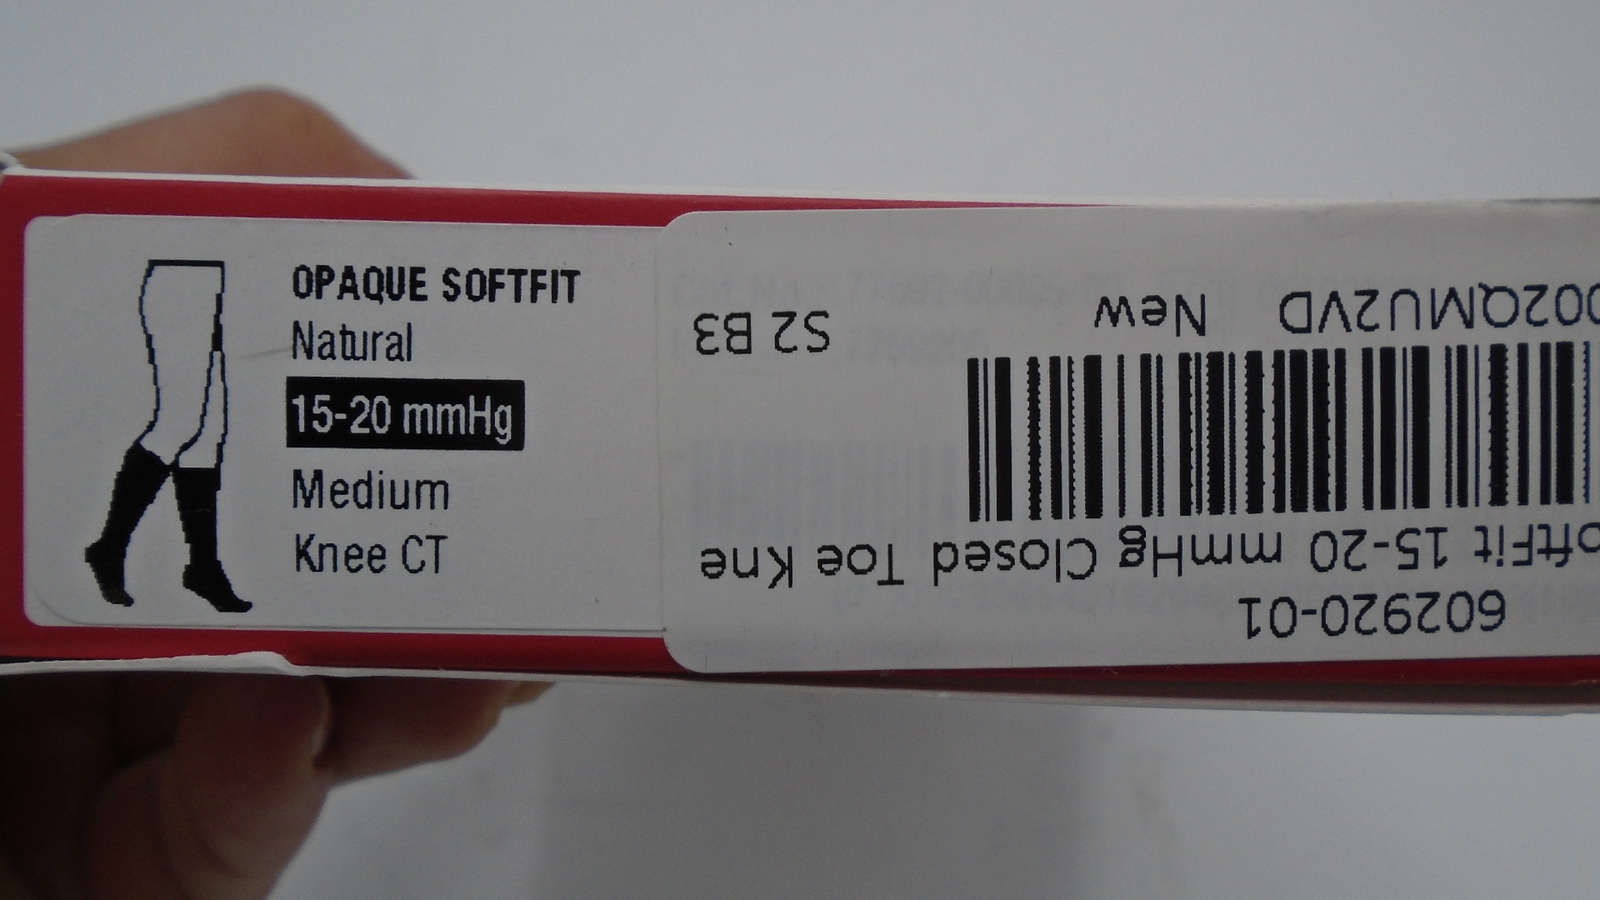 OPAQUE SOFTFIT
Natural
15-20 mmHg
Medium
Knee CT
602920-01
oftFit 15-20 mmHg Closed Toe Kne
002QMU2VD New
S2 B3